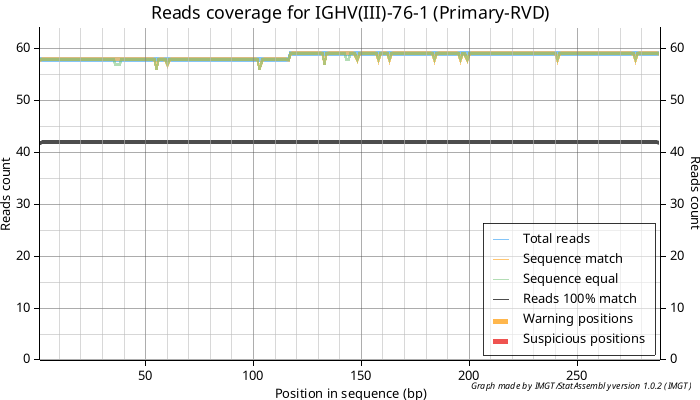 Reads coverage for IGHV(III)-76-1 (Primary-RVD)
60 60
50 50
40 40
30 30
20 20
10 10
0 0
Reads count
Reads count
Total reads
Sequence match
Sequence equal
Reads 100% match
Warning positions
Suspicious positions
50 100 150 200 250
Position in sequence (bp)
Graph made by IMGT/StatAssembly version 1.0.2 (IMGT)